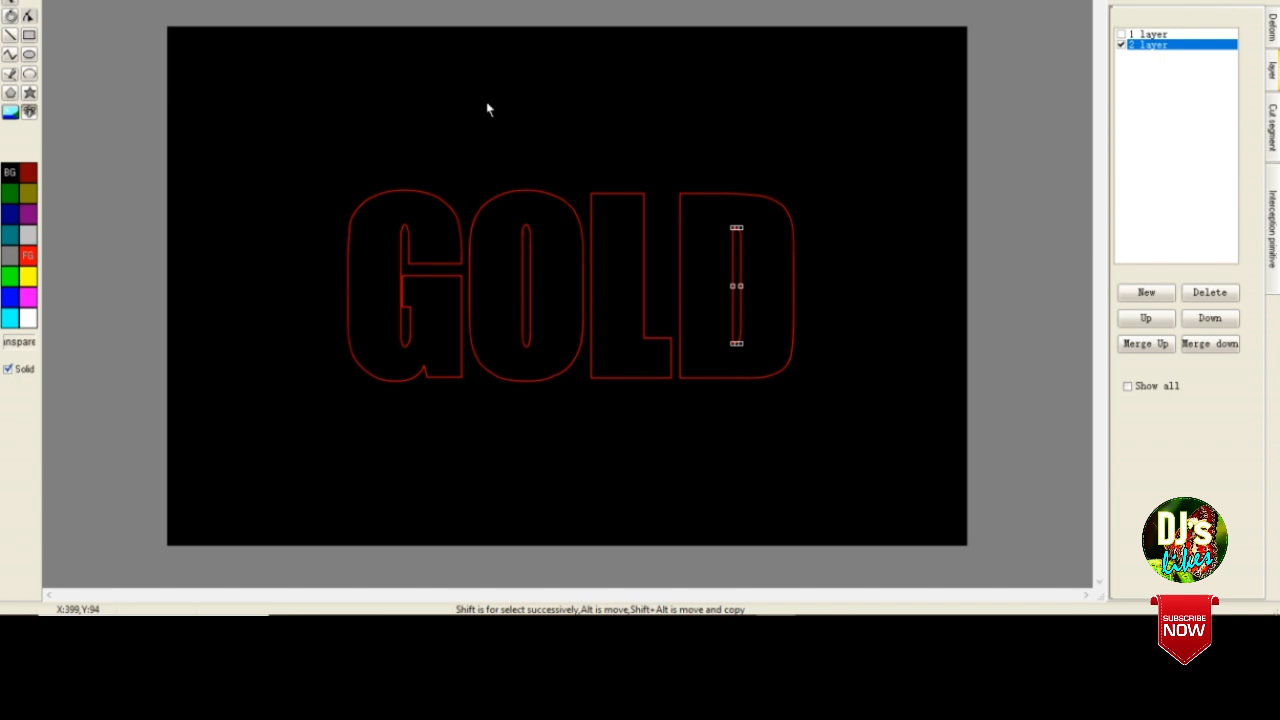 1 layer
2 layer
Deform
layer
Cut segment
Interception primitive
BG
FG
GOLD
New
Delete
Up
Down
Merge Up
Merge down
nspare
Solid
Show all
DJ's
likes
SUBSCRIBE
NOW
X:399,Y:94
Shift is for select successively,Alt is move,Shift+Alt is move and copy